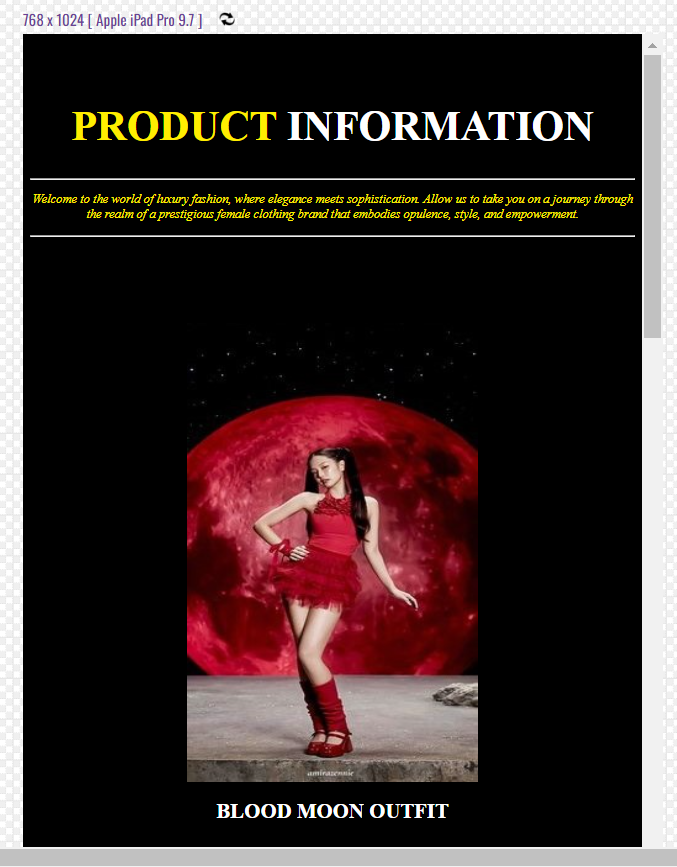 768 x 1024 [ Apple iPad Pro 9.7 ]
PRODUCT INFORMATION
Welcome to the world of luxury fashion, where elegance meets sophistication. Allow us to take you on a journey through
the realm of a prestigious female clothing brand that embodies opulence, style, and empowerment.
BLOOD MOON OUTFIT